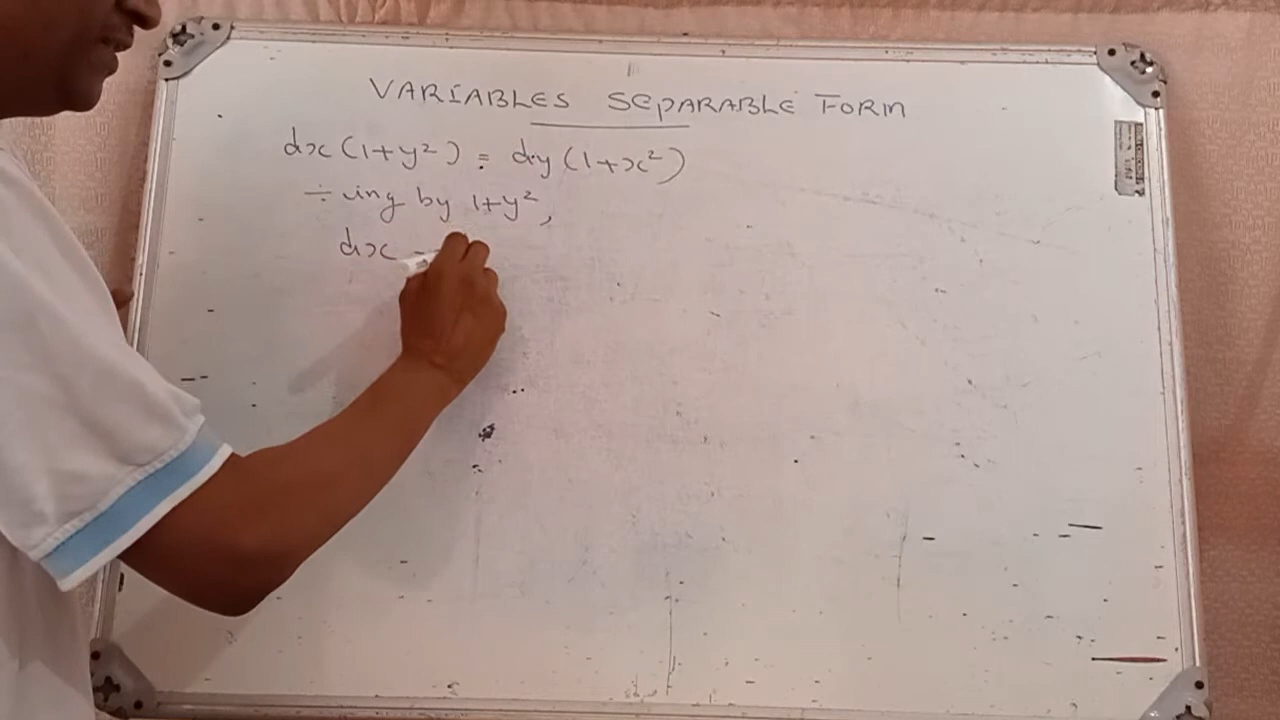 VARIABLES SEPARABLE FORM
dx(1+y²) = dy(1+x²)
÷ing by 1+y²,
dx